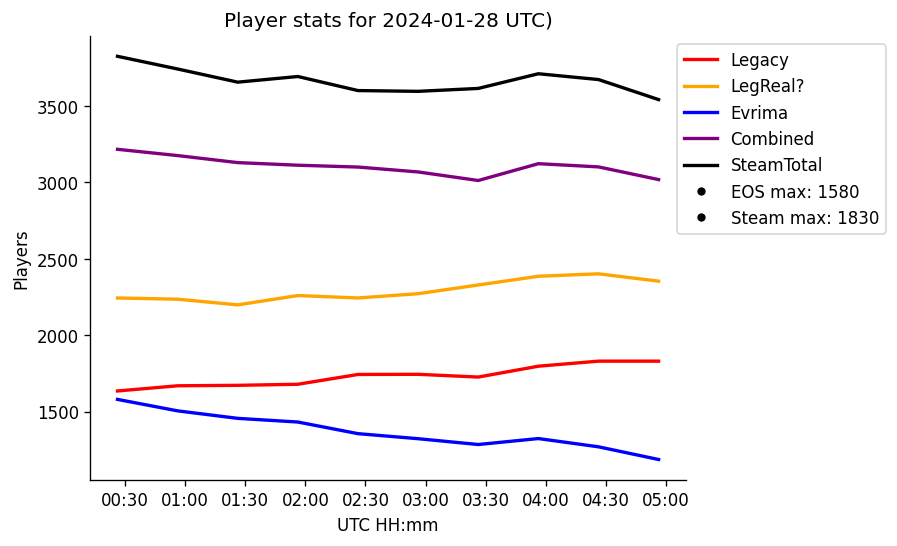 Player stats for 2024-01-28 UTC)
Legacy
LegReal?
Evrima
Combined
SteamTotal
EOS max: 1580
Steam max: 1830
Players
3500
3000
2500
2000
1500
00:30 01:00 01:30 02:00 02:30 03:00 03:30 04:00 04:30 05:00
UTC HH:mm